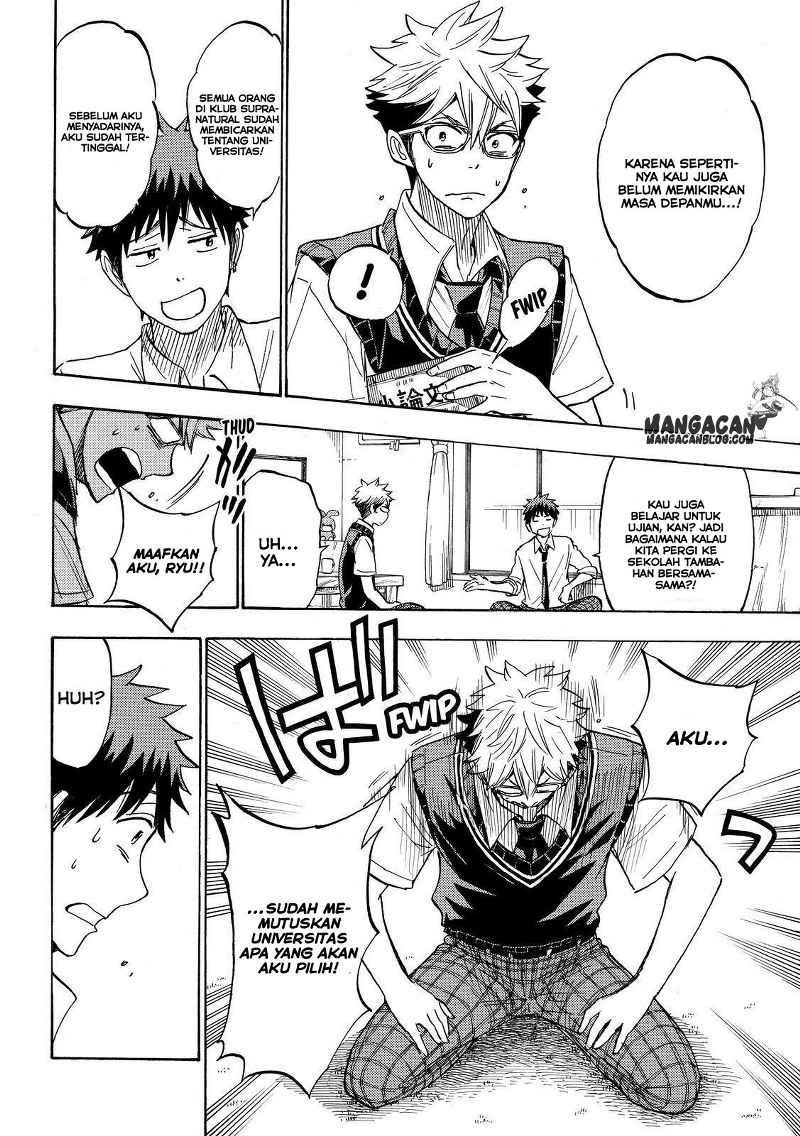 KARENA SEPERTI-
NYA KAU JUGA
BELUM MEMIKIRKAN
MASA DEPANMU...!
FWIP
!
小論文
SEMUA ORANG
DI KLUB SUPRA-
NATURAL SUDAH
MEMBICARKAN
TENTANG UNI-
VERSITAS!
SEBELUM AKU
MENYADARINYA,
AKU SUDAH TER-
TINGGAL!
MANGACAN
MANGACANBLOG.COM
KAU JUGA
BELAJAR UNTUK
UJIAN, KAN? JADI
BAGAIMANA KALAU
KITA PERGI KE
SEKOLAH TAMBA-
HAN BERSAMA-
SAMA?!
UH...
YA...
THUD
MAAFKAN
AKU, RYU!!
AKU...
ばっ
FWIP
...SUDAH ME-
MUTUSKAN
UNIVERSITAS
APA YANG AKAN
AKU PILIH!
HUH?